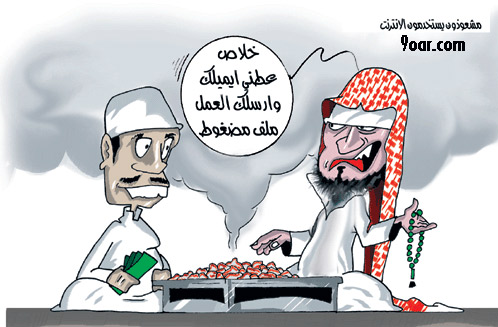 مشعوذون يستخدمون الانترنت
9oar.com
خلاص
عطني ايميلك
وارسلك العمل
ملف مضغوط